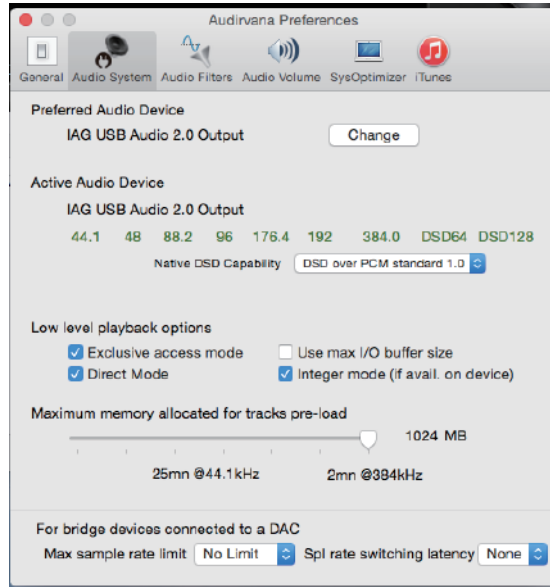 Audirvana Preferences
General Audio System Audio Filters Audio Volume SysOptimizer iTunes
Preferred Audio Device
IAG USB Audio 2.0 Output Change
Active Audio Device
IAG USB Audio 2.0 Output
44.1 48 88.2 96 176.4 192 384.0 DSD64 DSD128
Native DSD Capability DSD over PCM standard 1.0
Low level playback options
Exclusive access mode Use max I/O buffer size
Direct Mode Integer mode (if avail. on device)
Maximum memory allocated for tracks pre-load
1024 MB
25mn @44.1kHz 2mn @384kHz
For bridge devices connected to a DAC
Max sample rate limit No Limit Spl rate switching latency None